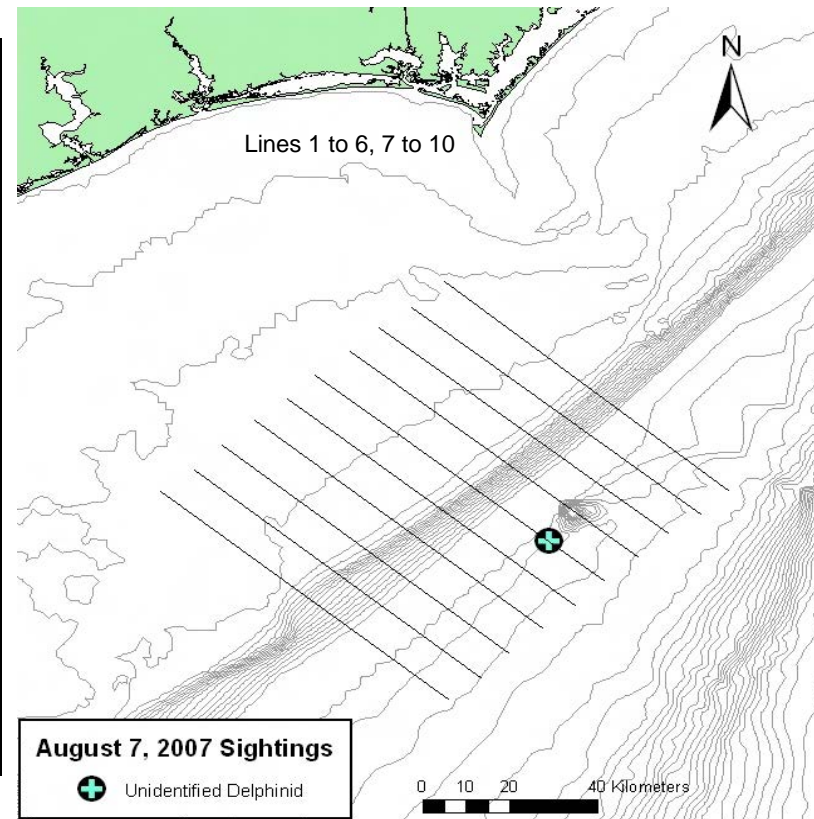 N
Lines 1 to 6, 7 to 10
August 7, 2007 Sightings
Unidentified Delphinid
0 10 20 40 Kilometers